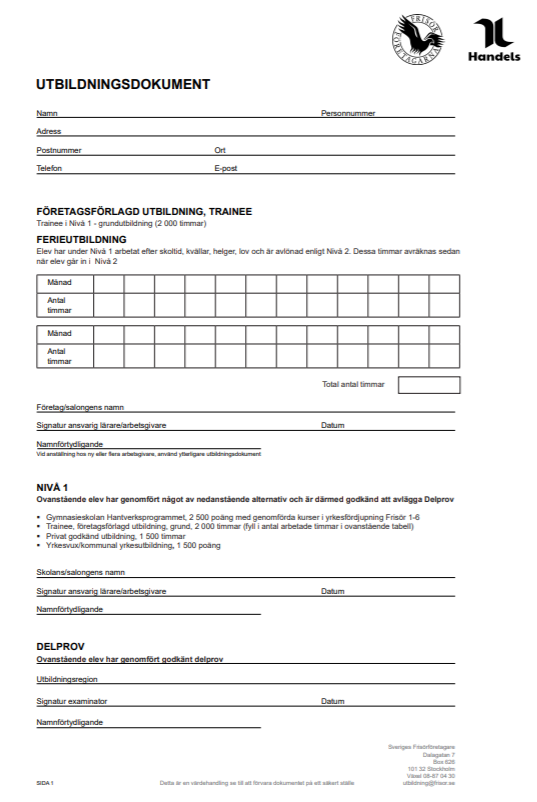 FRISÖR
FÖRETAGARNA
Handels
UTBILDNINGSDOKUMENT
Namn Personnummer
Adress
Postnummer Ort
Telefon E-post
FÖRETAGSFÖRLAGD UTBILDNING, TRAINEE
Trainee i Nivå 1 - grundutbildning (2 000 timmar)
FERIEUTBILDNING
Elev har under Nivå 1 arbetat efter skoltid, kvällar, helger, lov och är avlönad enligt Nivå 2. Dessa timmar avräknas sedan
när elev går in i Nivå 2
Månad
Antal
timmar
Månad
Antal
timmar
Total antal timmar
Företag/salongens namn
Signatur ansvarig lärare/arbetsgivare Datum
Namnförtydligande
Vid anställning hos ny eller flera arbetsgivare, använd ytterligare utbildningsdokument
NIVÅ 1
Ovanstående elev har genomfört något av nedanstående alternativ och är därmed godkänd att avlägga Delprov
• Gymnasieskolan Hantverksprogrammet, 2 500 poäng med genomförda kurser i yrkesfördjupning Frisör 1-6
• Trainee, företagsförlagd utbildning, grund, 2 000 timmar (fyll i antal arbetade timmar i ovanstående tabell)
• Privat godkänd utbildning, 1 500 timmar
• Yrkesvux/kommunal yrkesutbildning, 1 500 poäng
Skolans/salongens namn
Signatur ansvarig lärare/arbetsgivare Datum
Namnförtydligande
DELPROV
Ovanstående elev har genomfört godkänt delprov
Utbildningsregion
Signatur examinator Datum
Namnförtydligande
Sveriges Frisörföretagare
Dalagatan 7
Box 626
101 32 Stockholm
Växel 08-67 04 30
SIDA 1 Detta är en värdehandling se till att förvara dokumentet på ett säkert ställe utbildning@frisor.se